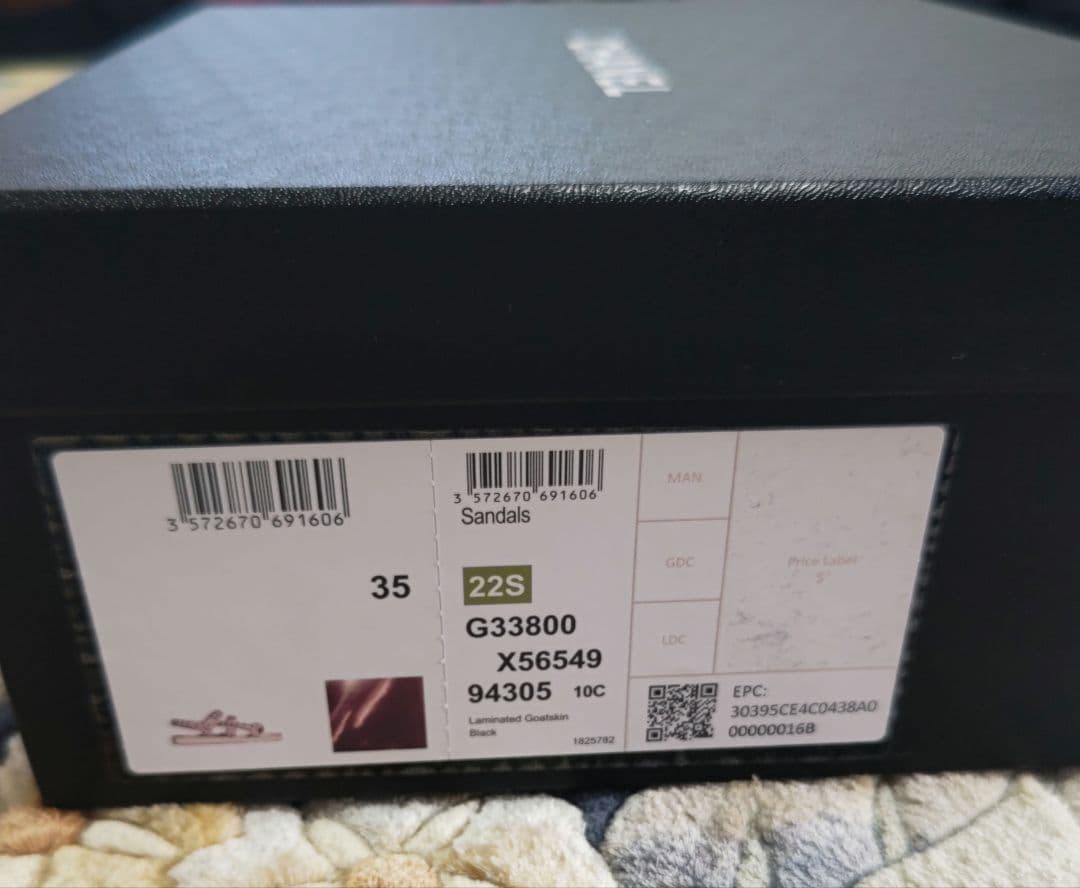 CHANEL
3 572670 691606
35
3 572670 691606
Sandals
22S
G33800
X56549
94305 10C
Laminated Goatskin
Black
1825782
MAN
GDC
LDC
Price Label
EPC:
30395CE4C0438A0
00000016B